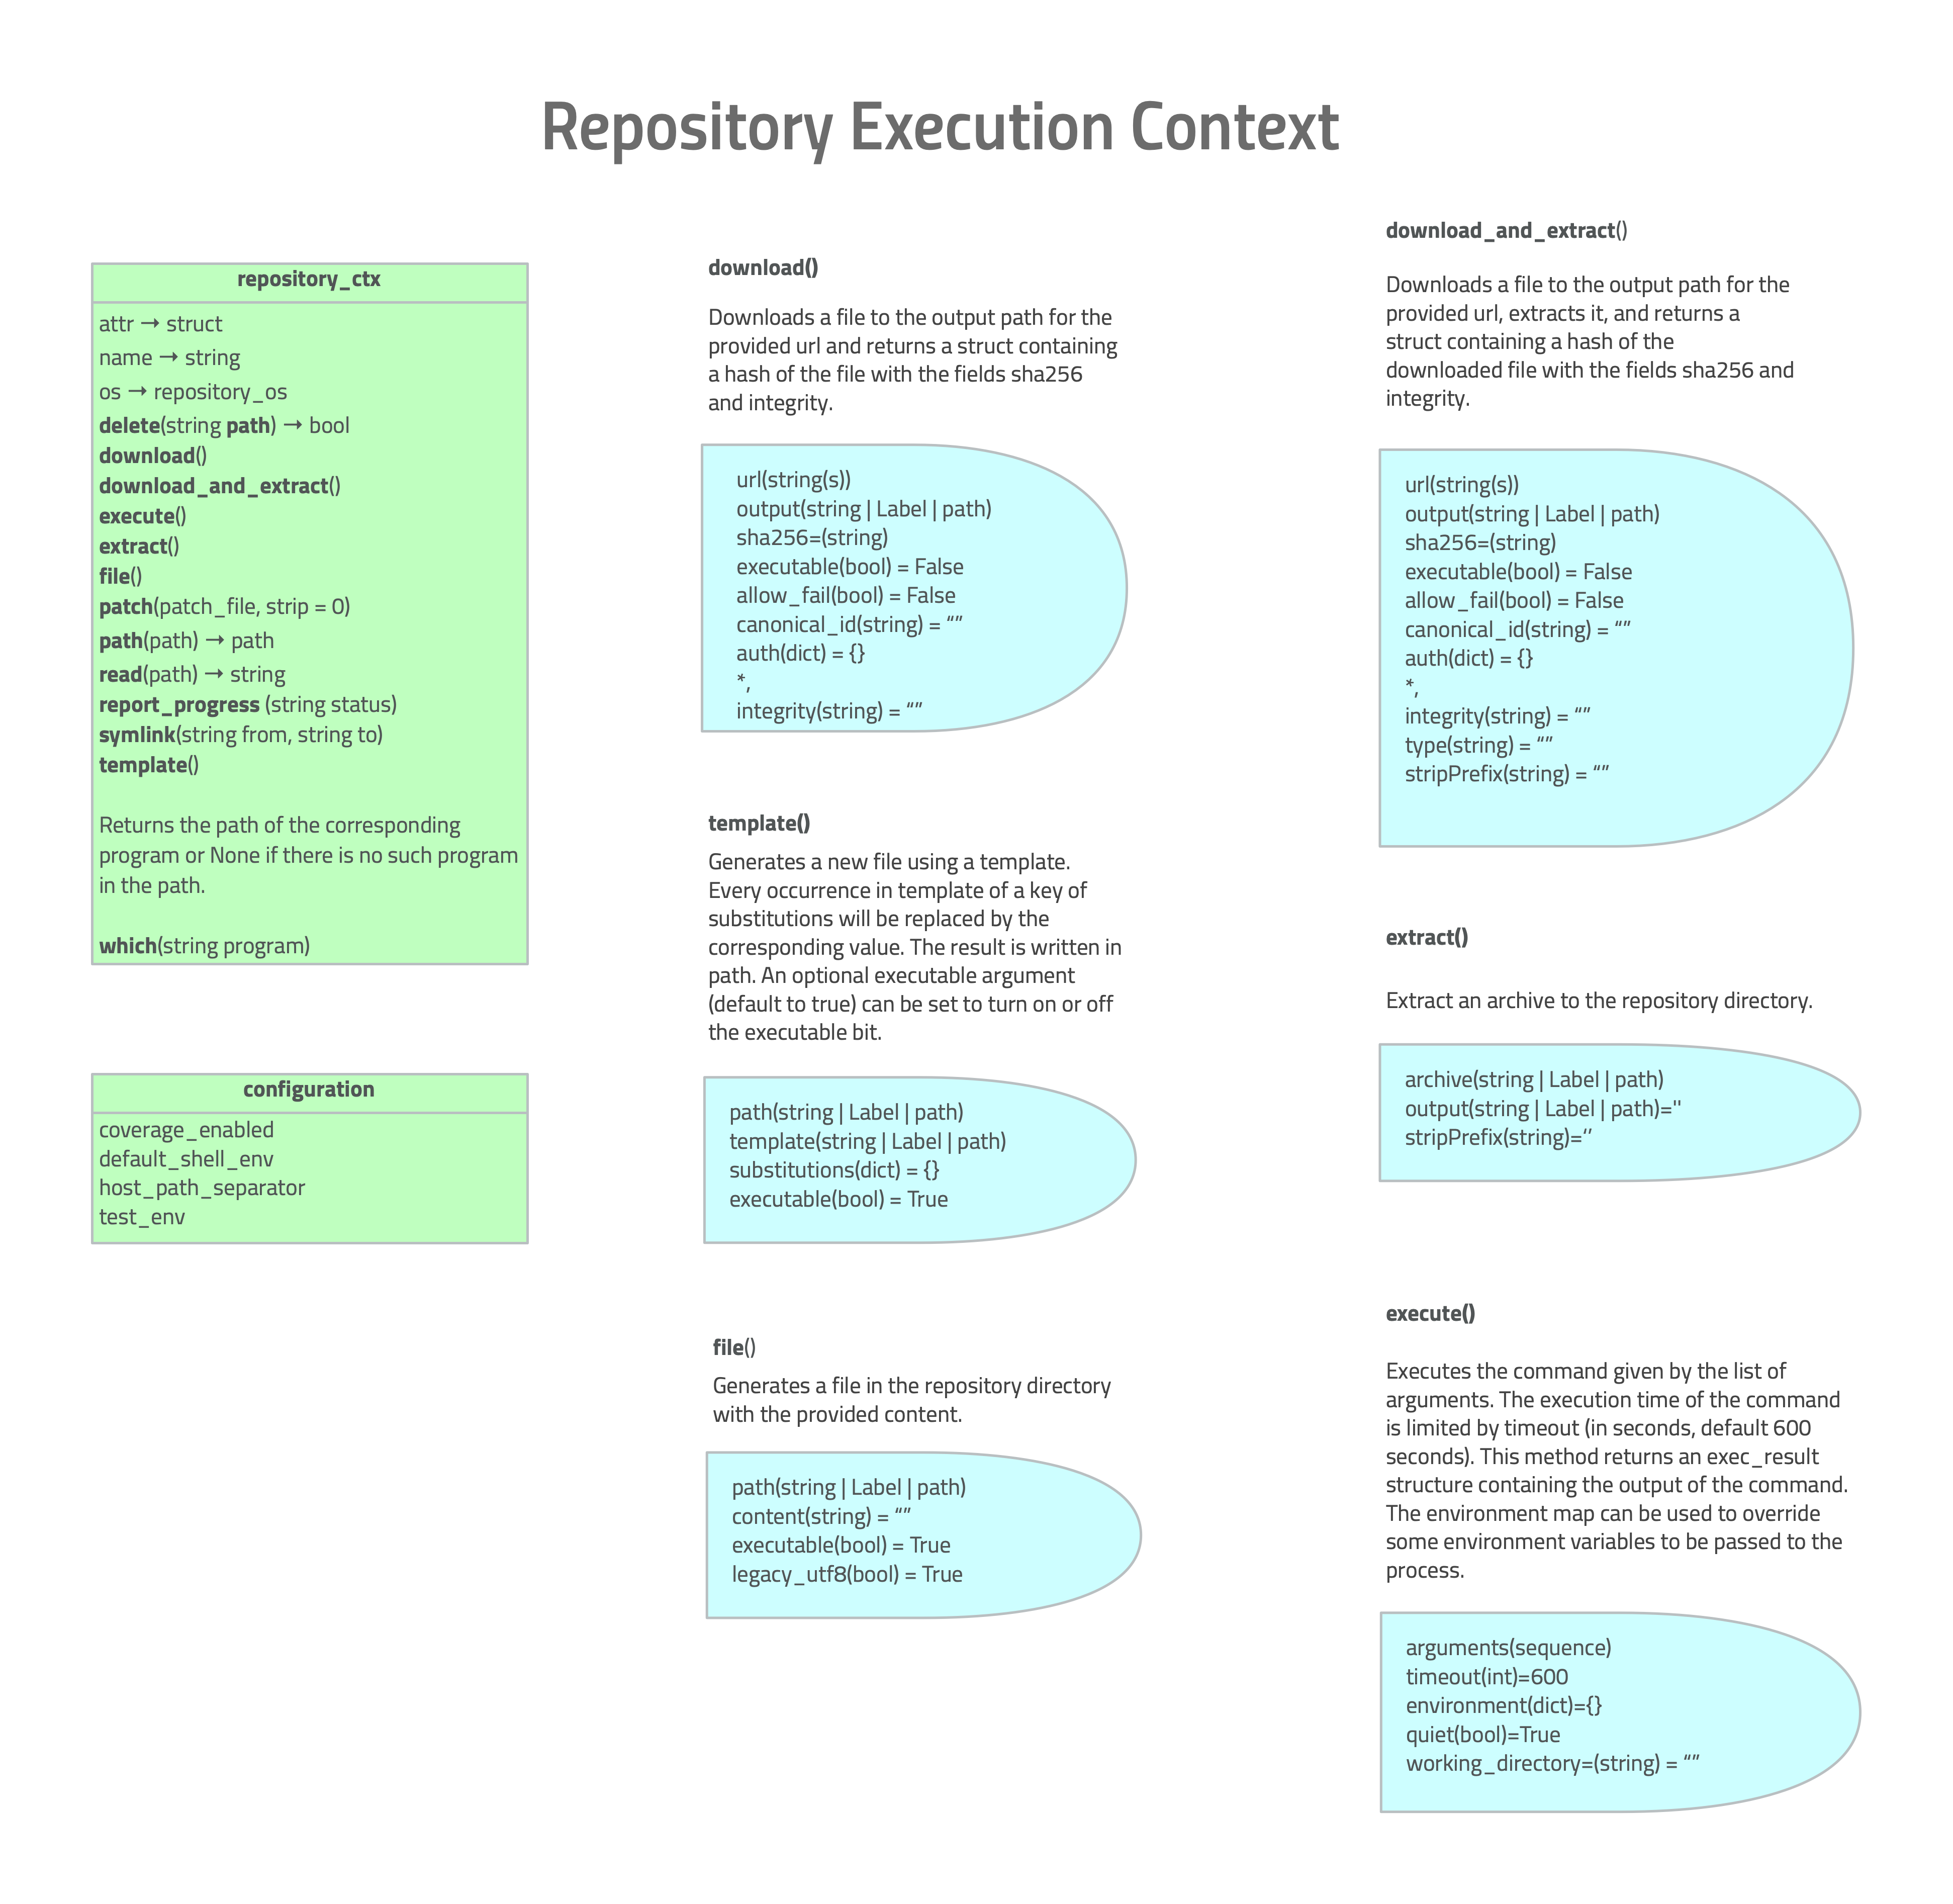 Repository Execution Context
repository_ctx
attr → struct
name → string
os → repository_os
delete(string path) → bool
download()
download_and_extract()
execute()
extract()
file()
patch(patch_file, strip = 0)
path(path) → path
read(path) → string
report_progress (string status)
symlink(string from, string to)
template()
Returns the path of the corresponding
program or None if there is no such program
in the path.
which(string program)
configuration
coverage_enabled
default_shell_env
host_path_separator
test_env
download()
Downloads a file to the output path for the
provided url and returns a struct containing
a hash of the file with the fields sha256
and integrity.
url(string(s))
output(string | Label | path)
sha256=(string)
executable(bool) = False
allow_fail(bool) = False
canonical_id(string) = “”
auth(dict) = {}
*,
integrity(string) = “”
template()
Generates a new file using a template.
Every occurrence in template of a key of
substitutions will be replaced by the
corresponding value. The result is written in
path. An optional executable argument
(default to true) can be set to turn on or off
the executable bit.
path(string | Label | path)
template(string | Label | path)
substitutions(dict) = {}
executable(bool) = True
file()
Generates a file in the repository directory
with the provided content.
path(string | Label | path)
content(string) = “”
executable(bool) = True
legacy_utf8(bool) = True
download_and_extract()
Downloads a file to the output path for the
provided url, extracts it, and returns a
struct containing a hash of the
downloaded file with the fields sha256 and
integrity.
url(string(s))
output(string | Label | path)
sha256=(string)
executable(bool) = False
allow_fail(bool) = False
canonical_id(string) = “”
auth(dict) = {}
*,
integrity(string) = “”
type(string) = “”
stripPrefix(string) = “”
extract()
Extract an archive to the repository directory.
archive(string | Label | path)
output(string | Label | path)=''
stripPrefix(string)=‘’
execute()
Executes the command given by the list of
arguments. The execution time of the command
is limited by timeout (in seconds, default 600
seconds). This method returns an exec_result
structure containing the output of the command.
The environment map can be used to override
some environment variables to be passed to the
process.
arguments(sequence)
timeout(int)=600
environment(dict)={}
quiet(bool)=True
working_directory=(string) = “”